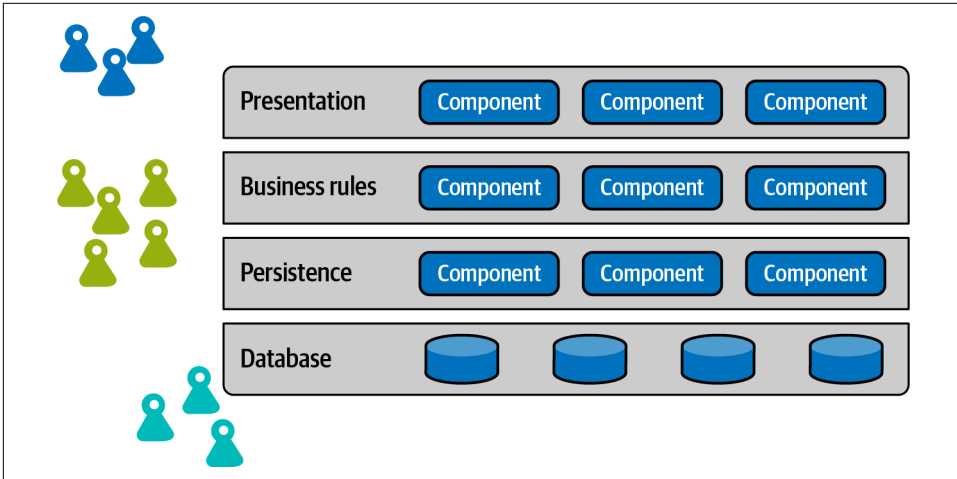 Presentation Component Component Component
Business rules Component Component Component
Persistence Component Component Component
Database